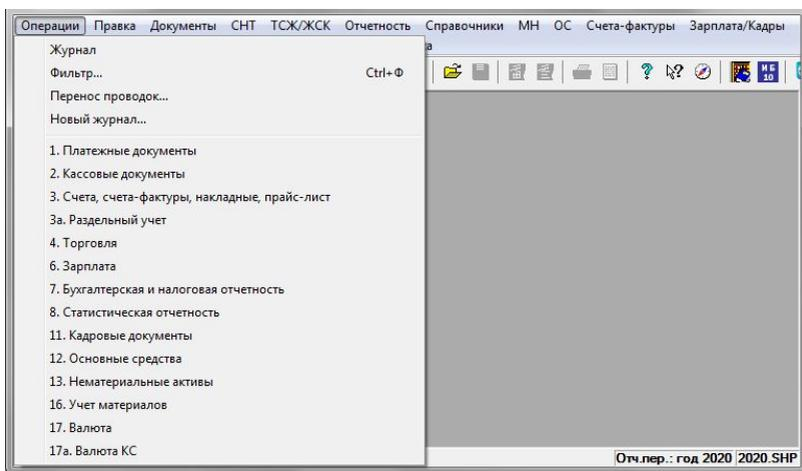 Операции Правка Документы СНТ ТСЖ/ЖСК Отчетность Справочники МН ОС Счета-фактуры Зарплата/Кадры
Журнал
Фильтр... Ctrl+Ф
Перенос проводок...
Новый журнал...
1. Платежные документы
2. Кассовые документы
3. Счета, счета-фактуры, накладные, прайс-лист
3а. Раздельный учет
4. Торговля
6. Зарплата
7. Бухгалтерская и налоговая отчетность
8. Статистическая отчетность
11. Кадровые документы
12. Основные средства
13. Нематериальные активы
16. Учет материалов
17. Валюта
17а. Валюта КС
МБ
10
Отч.пер.: год 2020 2020.SHP